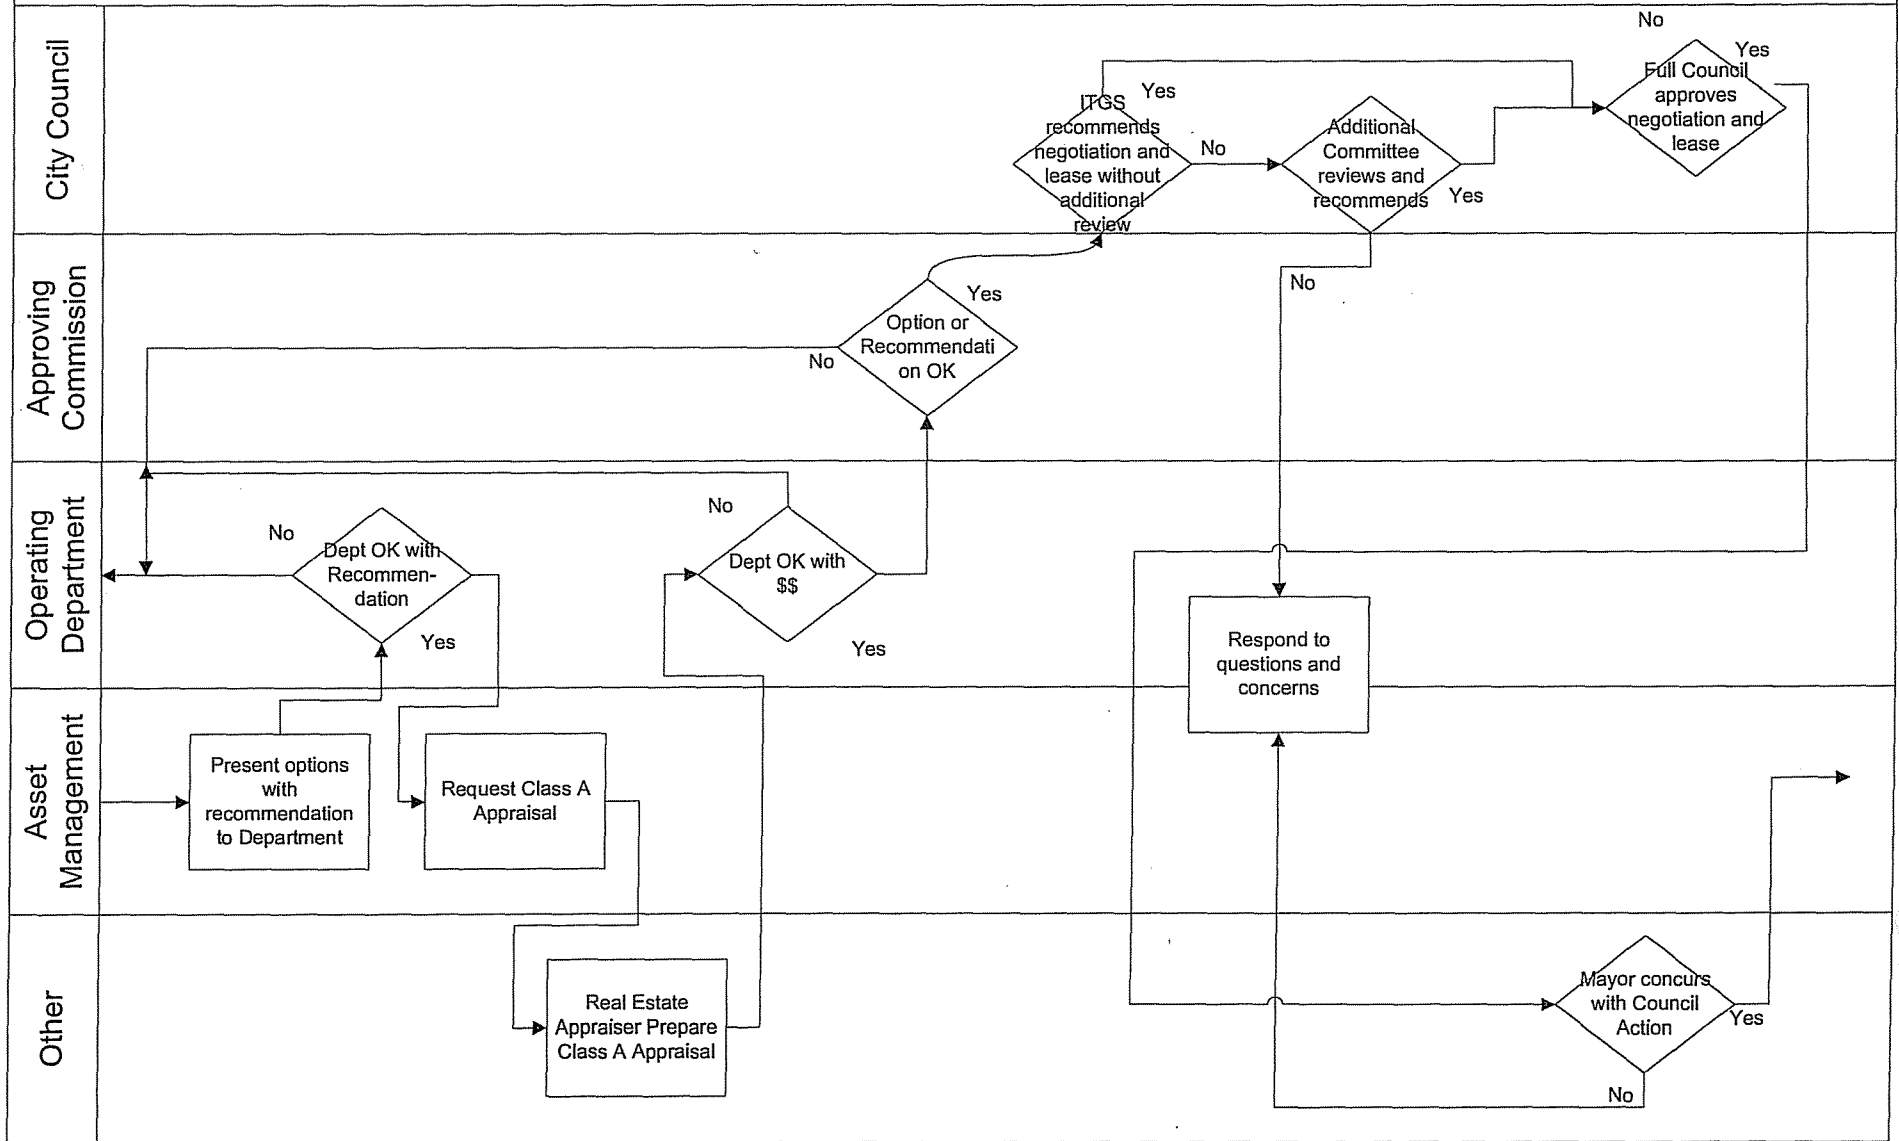 City Council
No
Yes
Full Council
approves
negotiation and
lease
Yes
ITGS
recommends
negotiation and
lease without
additional
review
No
Additional
Committee
reviews and
recommends
Yes
No
Approving
Commission
Yes
Option or
Recommendati
on OK
No
Operating
Department
No
Dept OK with
Recommen-
dation
Yes
No
Dept OK with
$$
Yes
Respond to
questions and
concerns
Asset
Management
Present options
with
recommendation
to Department
Request Class A
Appraisal
Other
Real Estate
Appraiser Prepare
Class A Appraisal
Mayor concurs
with Council
Action
Yes
No